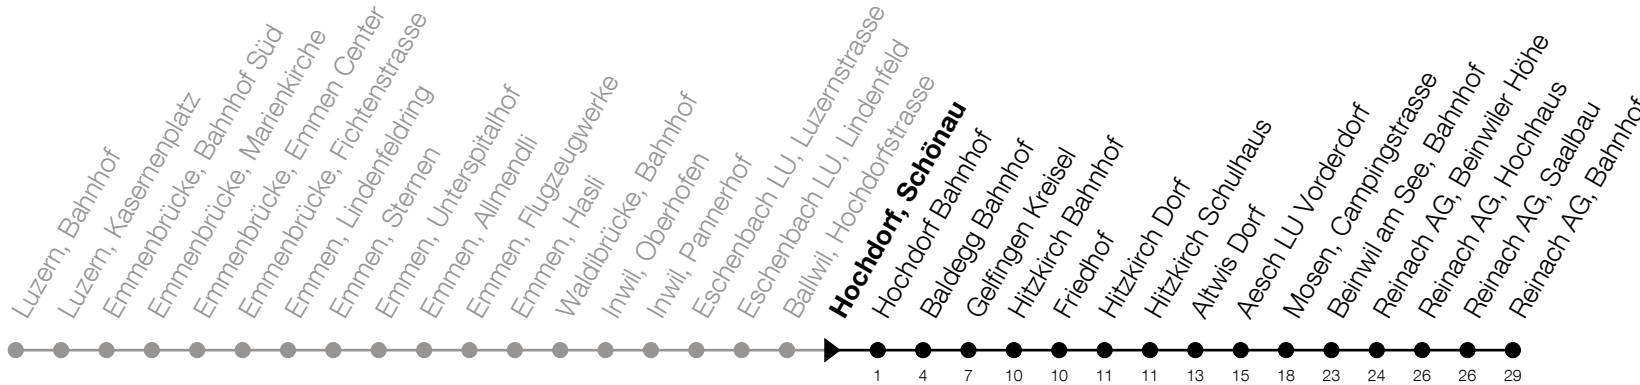 Luzern, Bahnhof
Luzern, Kasernenplatz
Emmenbrücke, Bahnhof Süd
Emmenbrücke, Marienkirche
Emmenbrücke, Emmen Center
Emmenbrücke, Fichtenstrasse
Emmen, Lindenfeldring
Emmen, Sternen
Emmen, Unterspitalhof
Emmen, Allmendli
Emmen, Flugzeugwerke
Emmen, Hasli
Waldibrücke, Bahnhof
Inwil, Oberhofen
Inwil, Pannerhof
Eschenbach LU, Luzernstrasse
Eschenbach LU, Lindenfeld
Ballwil, Hochdorfstrasse
Hochdorf, Schönau
Hochdorf Bahnhof
Baldegg Bahnhof
Gelfingen Kreisel
Hitzkirch Bahnhof
Friedhof
Hitzkirch Dorf
Hitzkirch Schulhaus
Altwis Dorf
Aesch LU Vorderdorf
Mosen, Campingstrasse
Beinwil am See, Bahnhof
Reinach AG, Beinwiler Höhe
Reinach AG, Hochhaus
Reinach AG, Saalbau
Reinach AG, Bahnhof
1 4 7 10 10 11 11 13 15 18 23 24 26 26 29